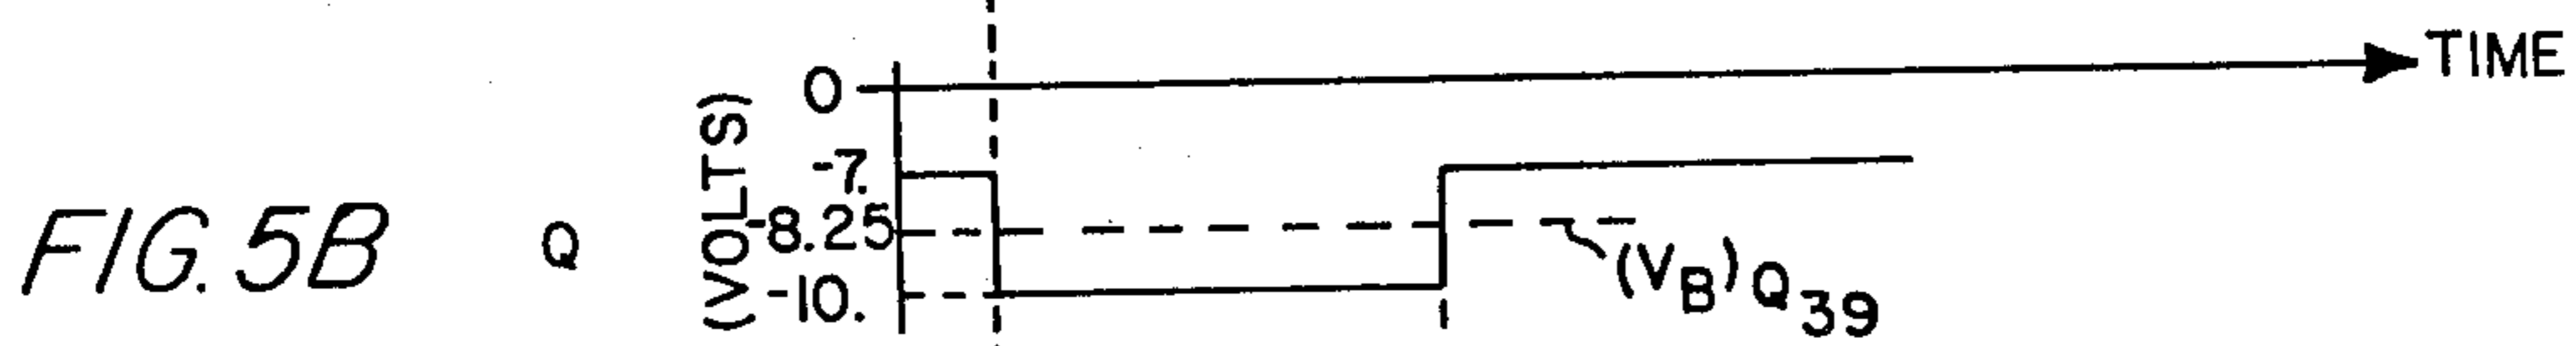 TIME
0
-7.
-8.25
-10.
(VOLTS)
FIG. 5B
Q
(VB)Q39